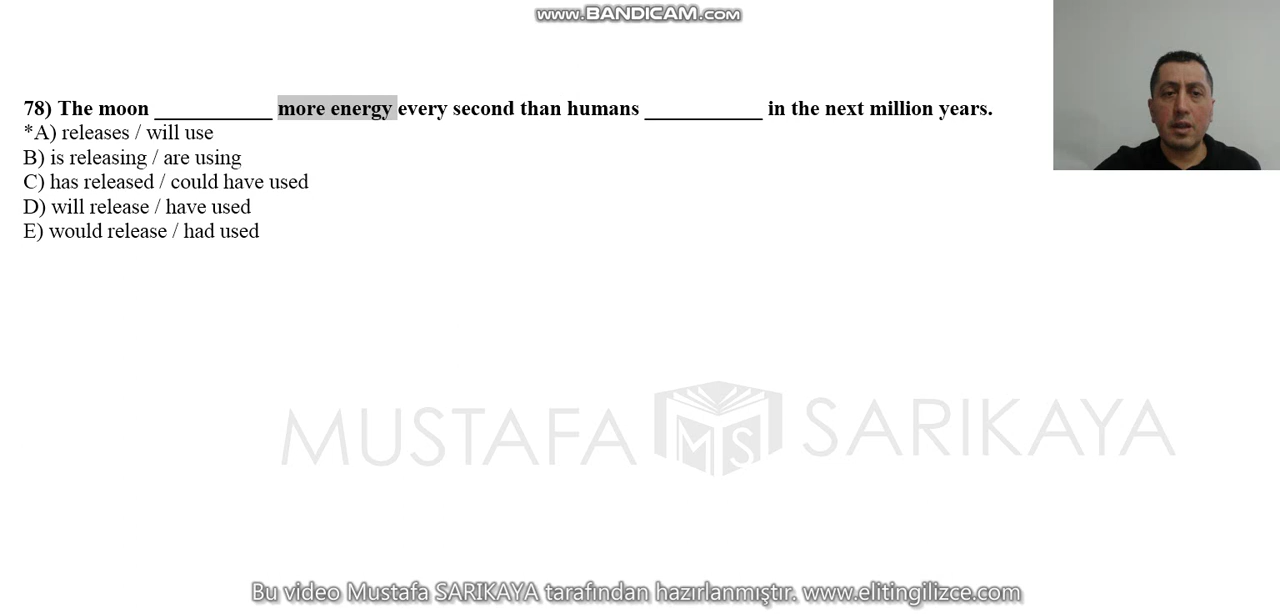 www.BANDICAM.com
78) The moon ___________ more energy every second than humans ___________ in the next million years.
*A) releases / will use
B) is releasing / are using
C) has released / could have used
D) will release / have used
E) would release / had used
MUSTAFA MS SARIKAYA
Bu video Mustafa SARIKAYA tarafından hazırlanmıştır. www.elitingilizce.com